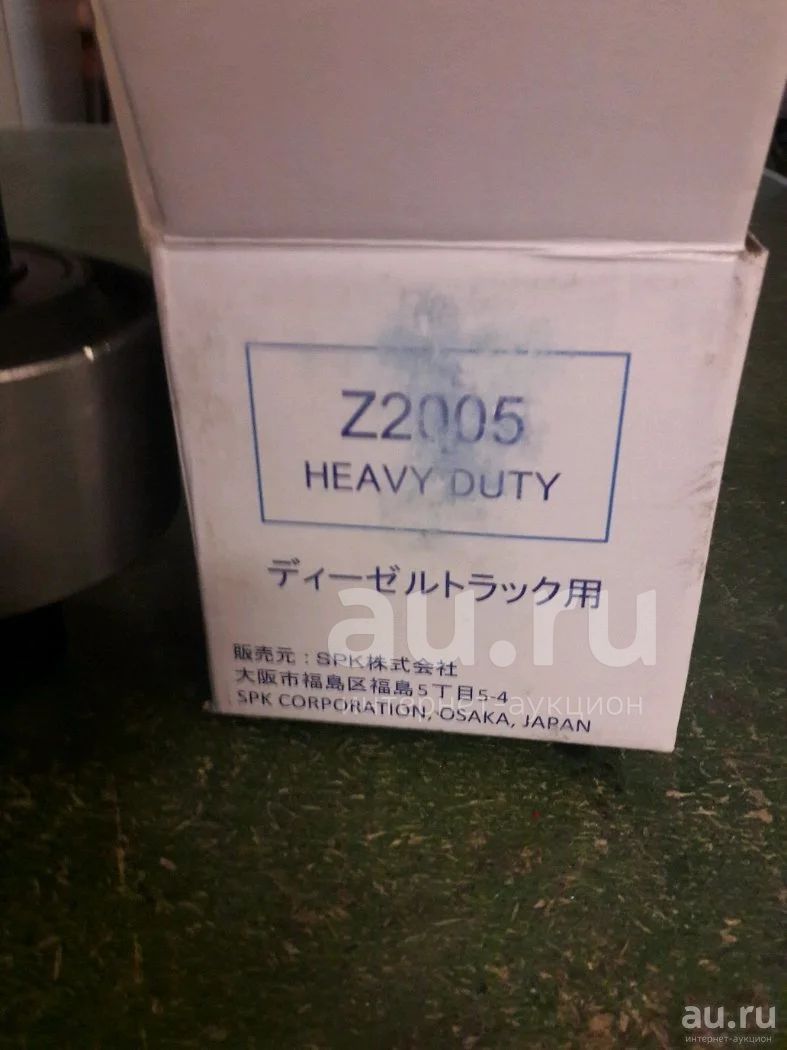 Z2005
HEAVY DUTY
ディーゼルトラック用
au.ru
販売元：SPK株式会社
大阪市福島区福島5丁目5-4
интернет-аукцион
SPK CORPORATION, OSAKA, JAPAN
au.ru
интернет-аукцион